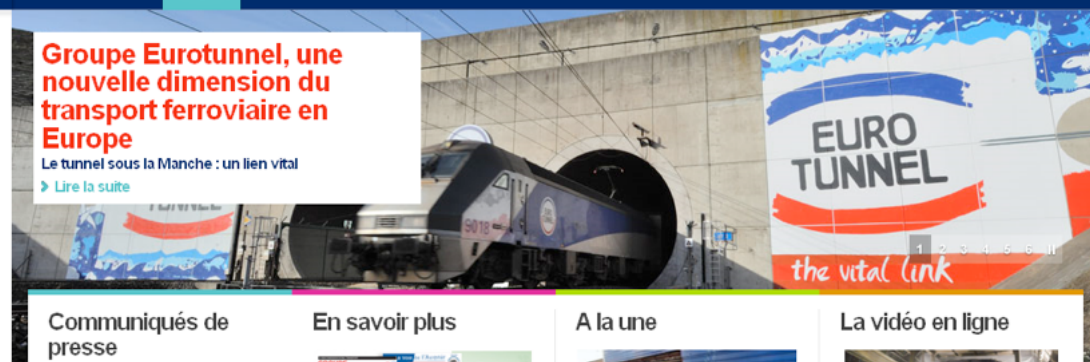 Groupe Eurotunnel, une
nouvelle dimension du
transport ferroviaire en
Europe
Le tunnel sous la Manche : un lien vital
Lire la suite
TUNNEL
9018
EURO
TUNNEL
1 2 3 4 5 6
the vital link
Communiqués de
presse
En savoir plus
A la une
La vidéo en ligne